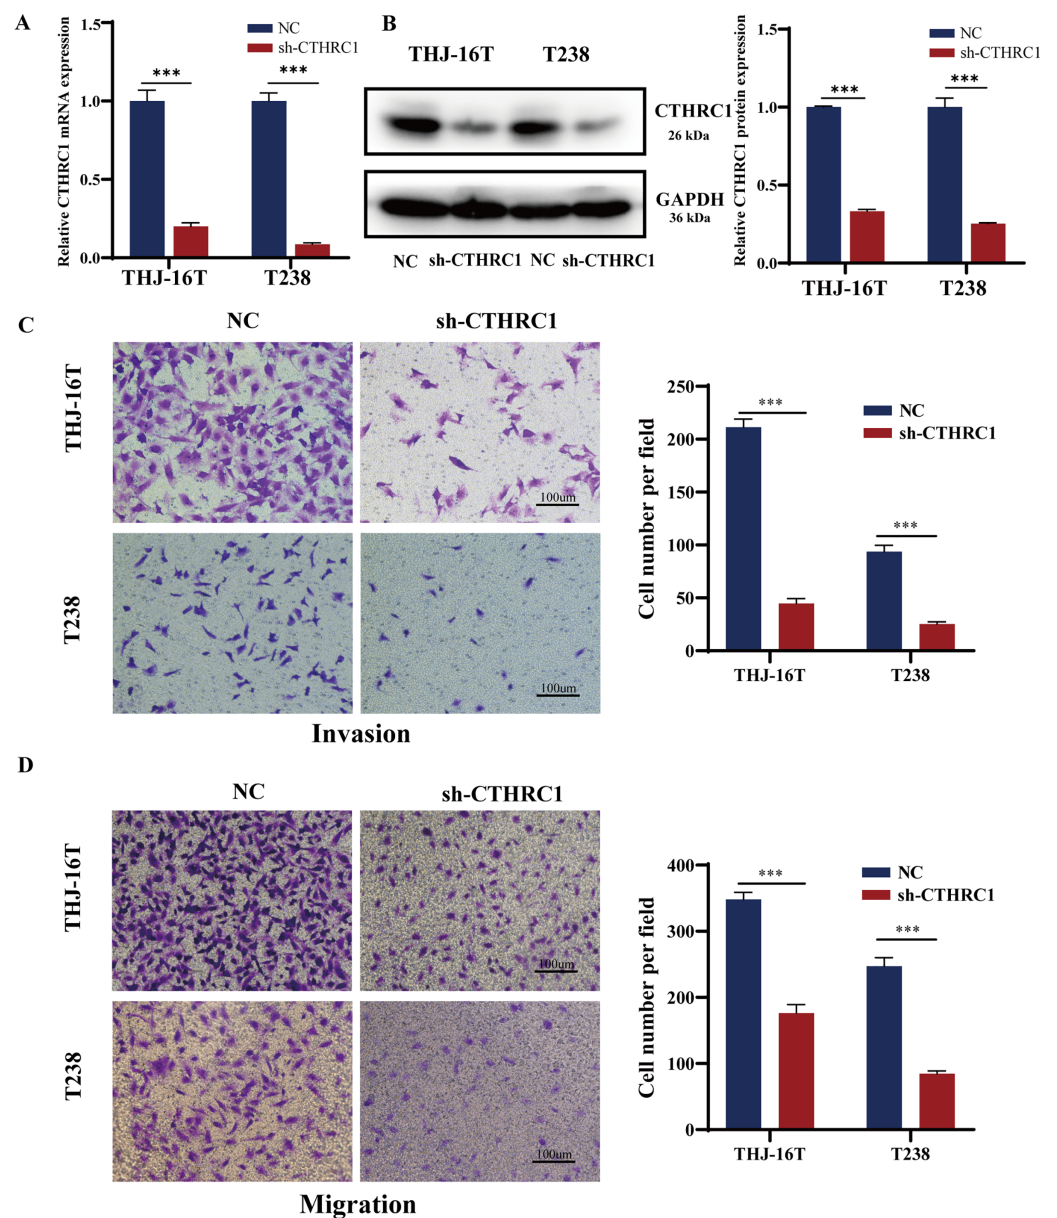 A
Relative CTHRC1 mRNA expression
1.5
1.0
0.5
0.0
NC
sh-CTHRC1
***
***
THJ-16T
T238
B
THJ-16T
T238
CTHRC1
26 kDa
GAPDH
36 kDa
NC
sh-CTHRC1
NC
sh-CTHRC1
Relative CTHRC1 protein expression
1.5
1.0
0.5
0.0
NC
sh-CTHRC1
***
***
THJ-16T
T238
C
NC
sh-CTHRC1
THJ-16T
100um
T238
100um
Invasion
Cell number per field
250
200
150
100
50
0
NC
sh-CTHRC1
***
***
THJ-16T
T238
D
NC
sh-CTHRC1
THJ-16T
100um
T238
100um
Migration
Cell number per field
400
300
200
100
0
NC
sh-CTHRC1
***
***
THJ-16T
T238